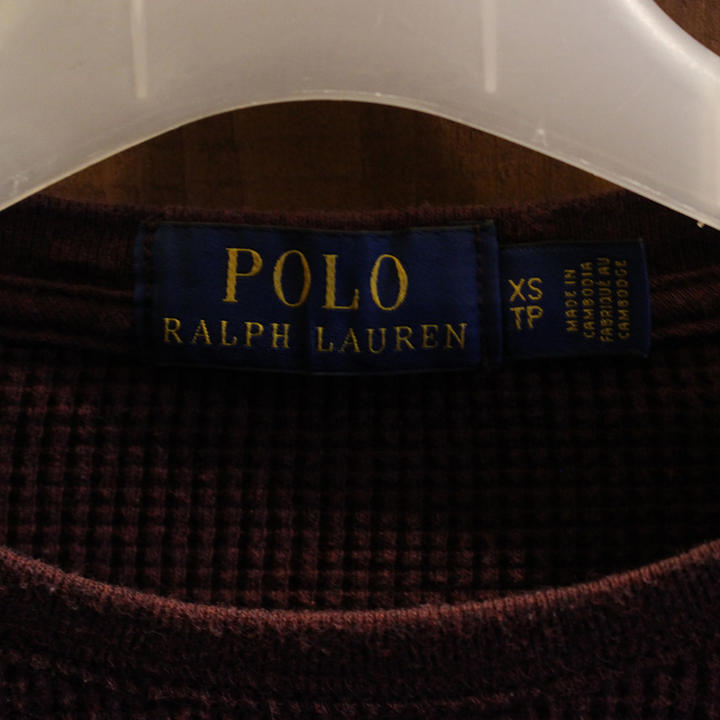 POLO
RALPH LAUREN
XS
TP
MADE IN
CAMBODIA
FABRIQUÉ AU
CAMBODGE